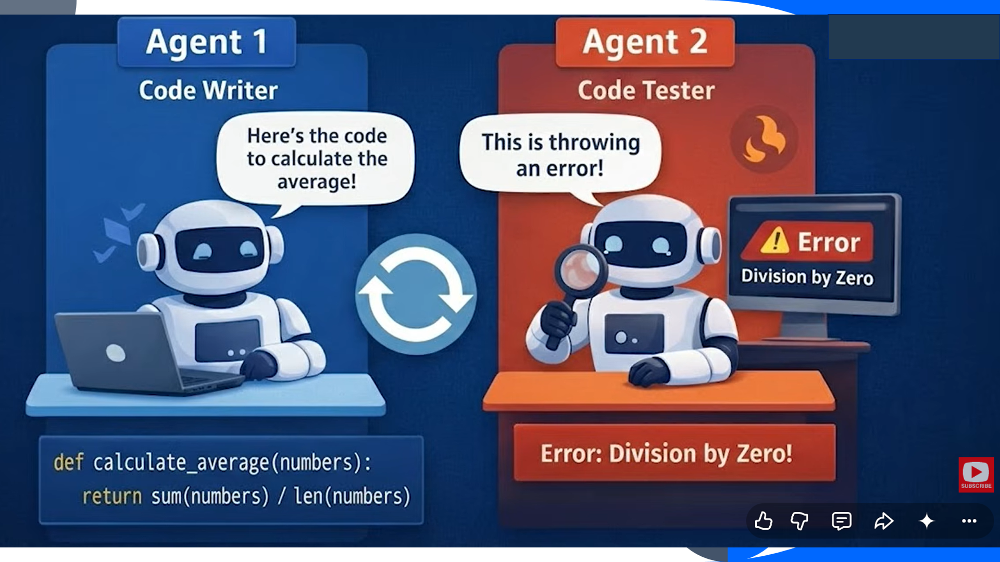 Agent 1
Code Writer
Here's the code
to calculate the
average!
def calculate_average(numbers):
return sum(numbers) / len(numbers)
Agent 2
Code Tester
This is throwing
an error!
Error
Division by Zero
Error: Division by Zero!
SUBSCRIBE